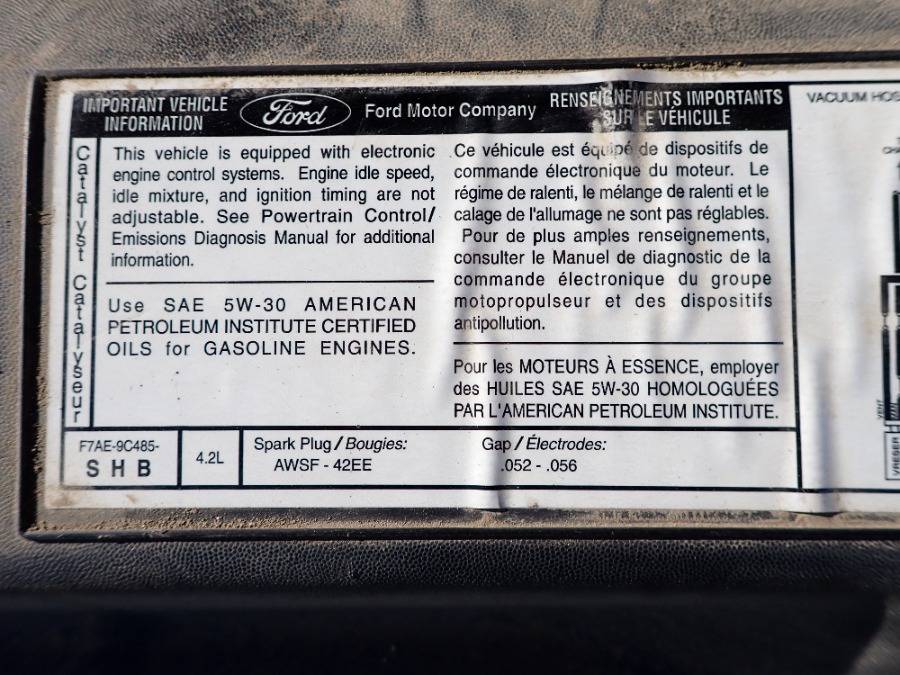 IMPORTANT VEHICLE
INFORMATION
Ford
Ford Motor Company
RENSEIGNEMENTS IMPORTANTS
SUR LE VÉHICULE
Catalyst Catalyseur
This vehicle is equipped with electronic
engine control systems. Engine idle speed,
idle mixture, and ignition timing are not
adjustable. See Powertrain Control/
Emissions Diagnosis Manual for additional
information.
Use SAE 5W-30 AMERICAN
PETROLEUM INSTITUTE CERTIFIED
OILS for GASOLINE ENGINES.
Ce véhicule est équipé de dispositifs de
commande électronique du moteur. Le
régime de ralenti, le mélange de ralenti et le
calage de l'allumage ne sont pas réglables.
Pour de plus amples renseignements,
consulter le Manuel de diagnostic de la
commande électronique du groupe
motopropulseur et des dispositifs
antipollution.
Pour les MOTEURS À ESSENCE, employer
des HUILES SAE 5W-30 HOMOLOGUÉES
PAR L'AMERICAN PETROLEUM INSTITUTE.
F7AE-9C485-
S H B
4.2L
Spark Plug / Bougies:
AWSF - 42EE
Gap / Électrodes:
.052 - .056
VACUUM HOS
VENT
VRESER